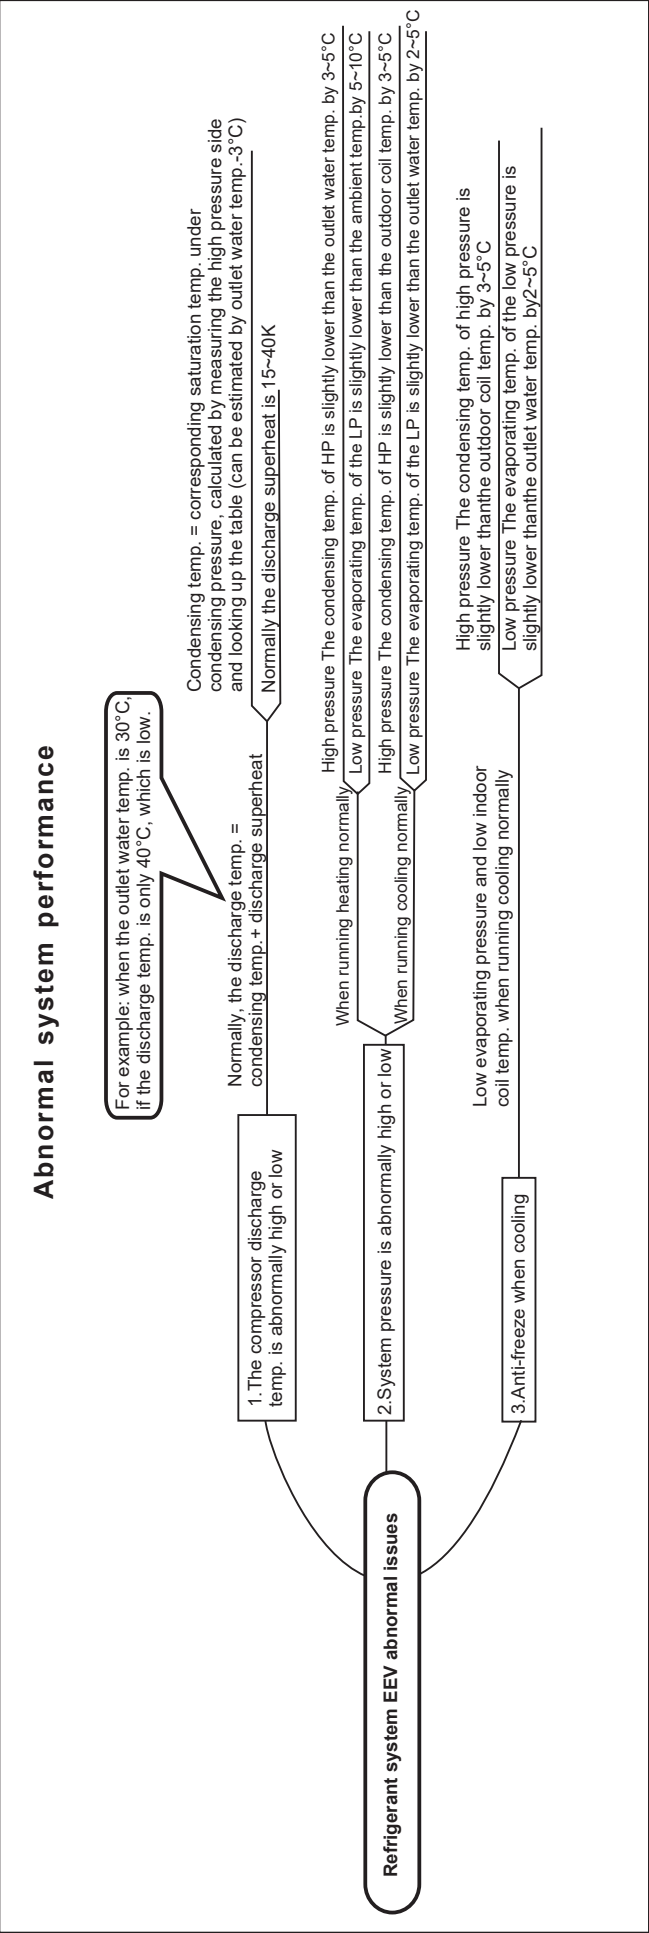 Abnormal system performance
For example: when the outlet water temp. is 30°C,
if the discharge temp. is only 40°C, which is low.
Refrigerant system EEV abnormal issues
1.The compressor discharge
temp. is abnormally high or low
Normally, the discharge temp. =
condensing temp.+ discharge superheat
Condensing temp. = corresponding saturation temp. under
condensing pressure, calculated by measuring the high pressure side
and looking up the table (can be estimated by outlet water temp.-3°C)
Normally the discharge superheat is 15~40K
2.System pressure is abnormally high or low
When running heating normally
High pressure The condensing temp. of HP is slightly lower than the outlet water temp. by 3~5°C
Low pressure The evaporating temp. of the LP is slightly lower than the ambient temp.by 5~10°C
When running cooling normally
High pressure The condensing temp. of HP is slightly lower than the outdoor coil temp. by 3~5°C
Low pressure The evaporating temp. of the LP is slightly lower than the outlet water temp. by 2~5°C
3.Anti-freeze when cooling
Low evaporating pressure and low indoor
coil temp. when running cooling normally
High pressure The condensing temp. of high pressure is
slightly lower thanthe outdoor coil temp. by 3~5°C
Low pressure The evaporating temp. of the low pressure is
slightly lower thanthe outlet water temp. by2~5°C